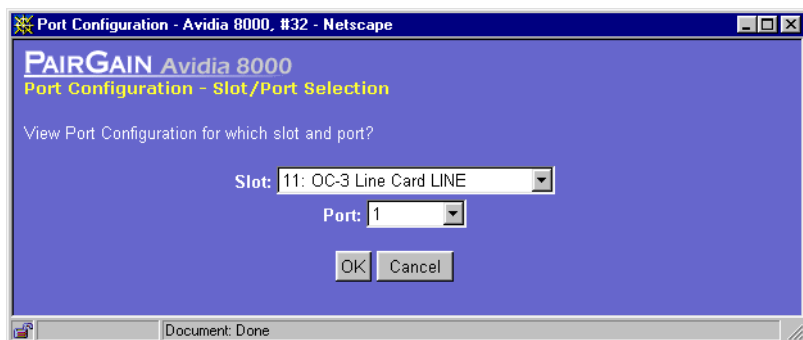 Port Configuration - Avidia 8000, #32 - Netscape
PAIRGAIN Avidia 8000
Port Configuration - Slot/Port Selection
View Port Configuration for which slot and port?
Slot: 11: OC-3 Line Card LINE
Port: 1
OK Cancel
Document: Done